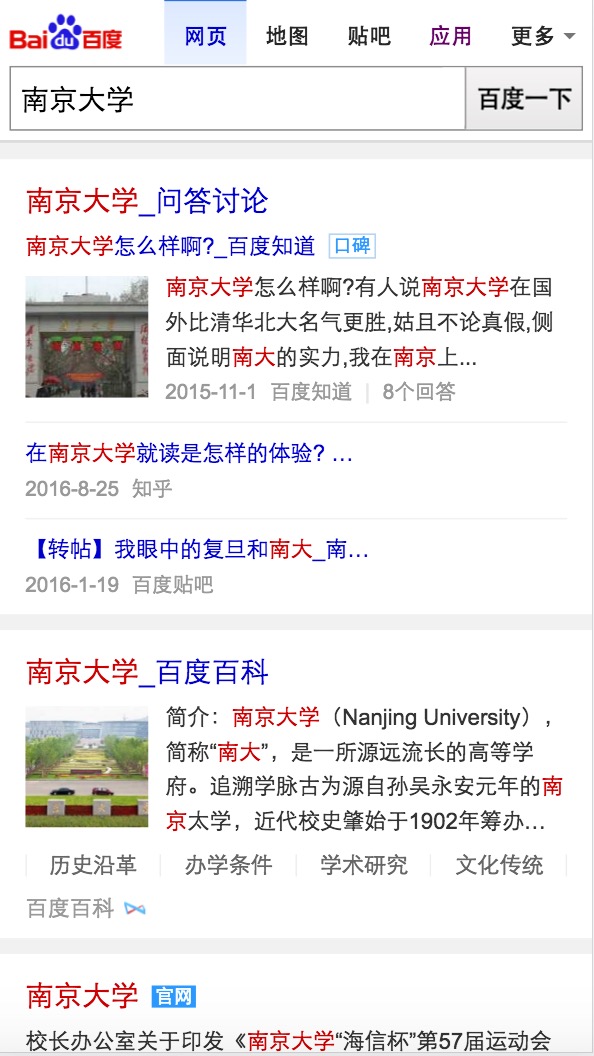 Bai du 百度
网页 地图 贴吧 应用 更多
南京大学 百度一下
南京大学_问答讨论
南京大学怎么样啊?_百度知道 口碑
南京大学怎么样啊?有人说南京大学在国
外比清华北大名气更胜,姑且不论真假,侧
面说明南大的实力,我在南京上...
2015-11-1 百度知道 | 8个回答
在南京大学就读是怎样的体验? …
2016-8-25 知乎
【转帖】我眼中的复旦和南大_南…
2016-1-19 百度贴吧
南京大学_百度百科
简介：南京大学（Nanjing University），
简称“南大”，是一所源远流长的高等学
府。追溯学脉古为源自孙吴永安元年的南
京太学，近代校史肇始于1902年筹办…
历史沿革 办学条件 学术研究 文化传统
百度百科
南京大学 官网
校长办公室关于印发《南京大学“海信杯”第57届运动会